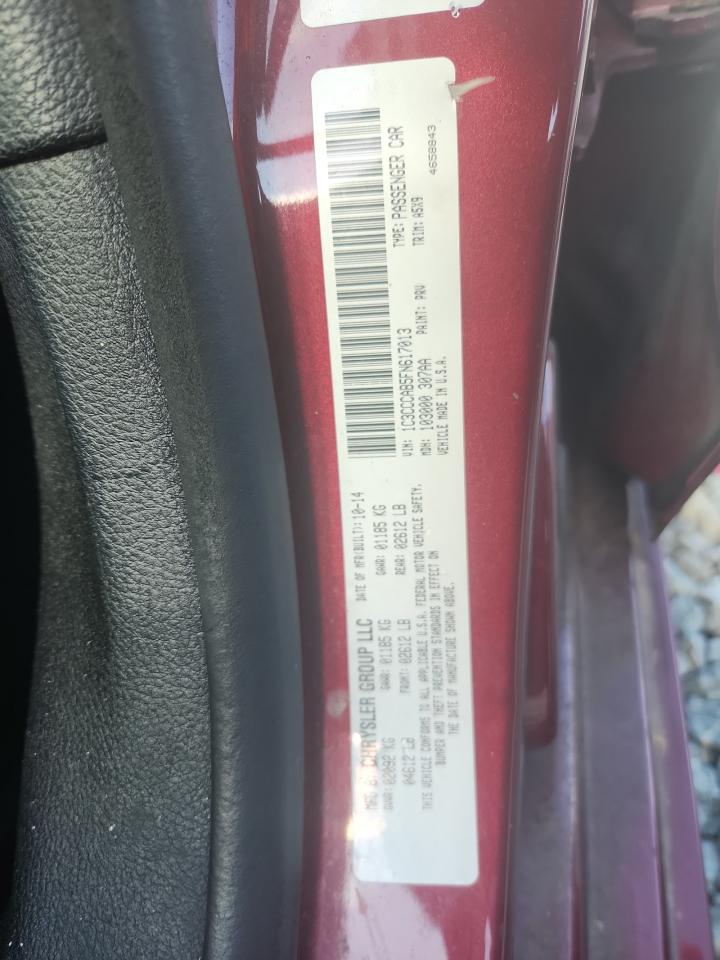 MFD BY CHRYSLER GROUP LLC DATE OF MFR(BUILT): 10-14
GVWR: 02092 KG GAWR: 01185 KG GAWR: 01185 KG
04612 LB FRONT: 02612 LB REAR: 02612 LB
THIS VEHICLE CONFORMS TO ALL APPLICABLE U.S.A. FEDERAL MOTOR VEHICLE SAFETY,
BUMPER AND THEFT PREVENTION STANDARDS IN EFFECT ON
THE DATE OF MANUFACTURE SHOWN ABOVE.
VIN: 1C3CCCAB5FN617013 TYPE: PASSENGER CAR
MDH: 103000 307AA PAINT: PRV TRIM: A5X9
VEHICLE MADE IN U.S.A. 4658843